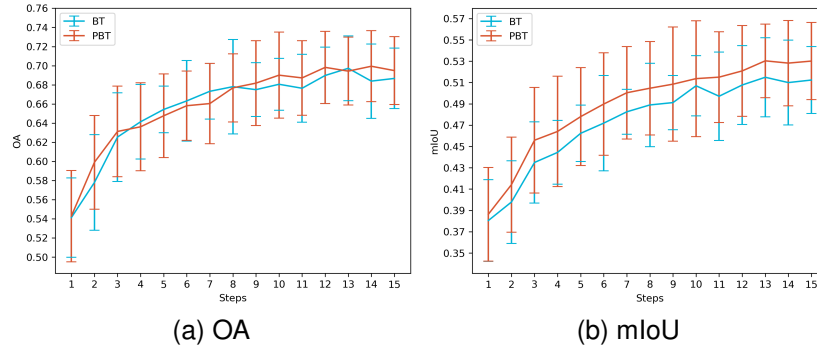 0.76
0.74
0.72
0.70
0.68
0.66
0.64
0.62
0.60
0.58
0.56
0.54
0.52
0.50
OA
BT
PBT
1 2 3 4 5 6 7 8 9 10 11 12 13 14 15
Steps
(a) OA
0.57
0.55
0.53
0.51
0.49
0.47
0.45
0.43
0.41
0.39
0.37
0.35
mIoU
BT
PBT
1 2 3 4 5 6 7 8 9 10 11 12 13 14 15
Steps
(b) mIoU